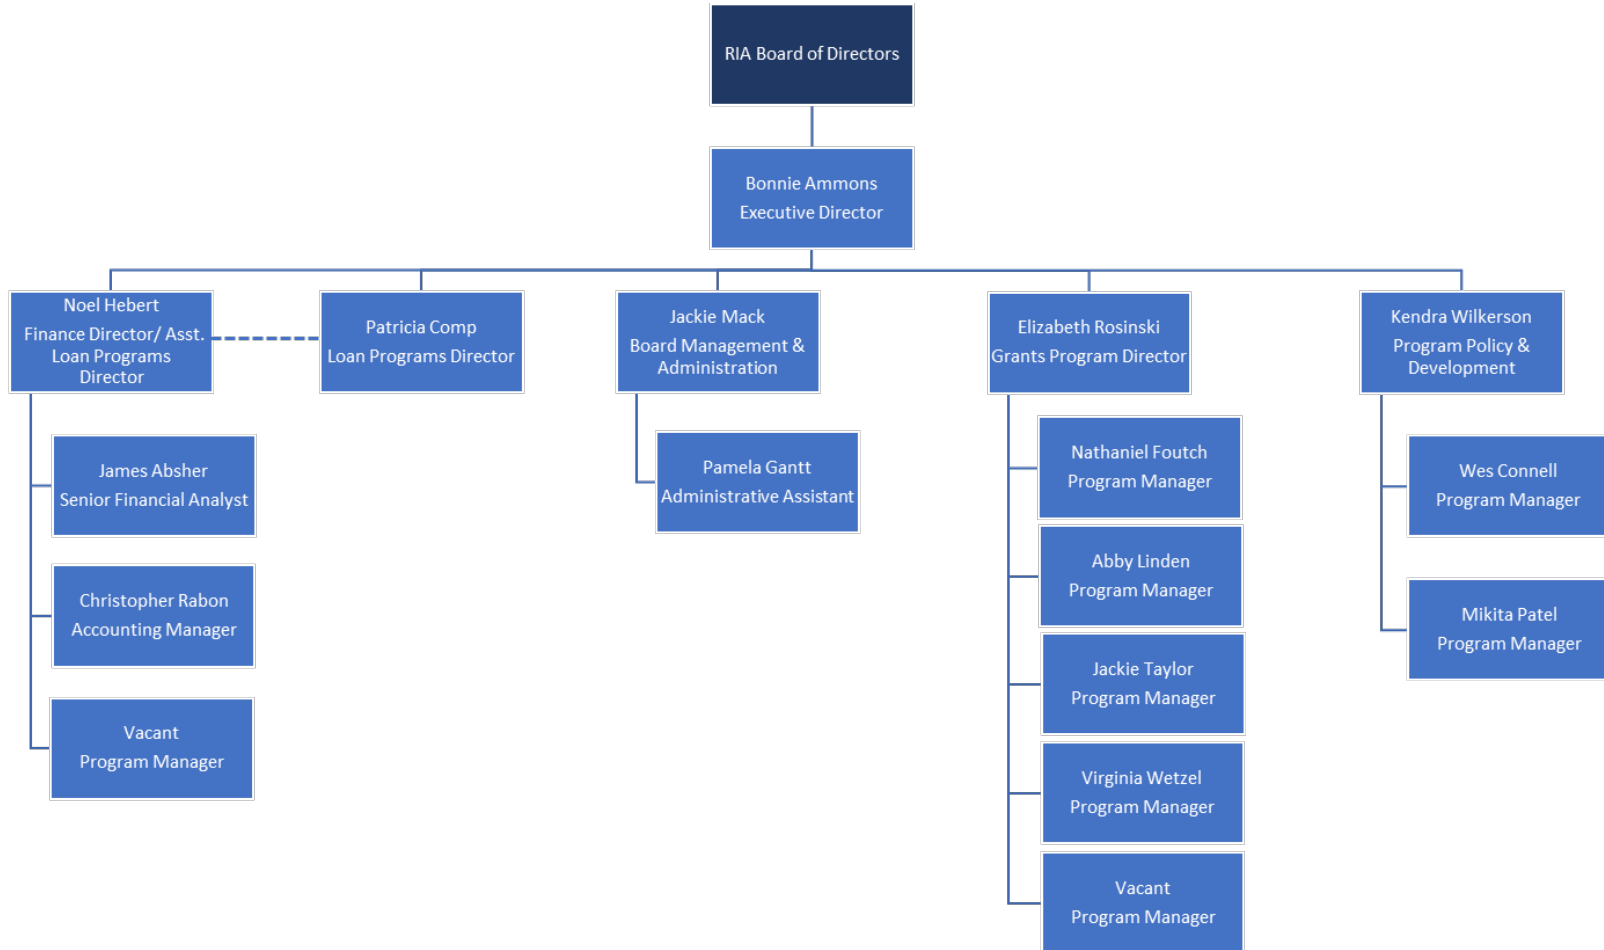 RIA Board of Directors
Bonnie Ammons
Executive Director
Noel Hebert
Finance Director/ Asst.
Loan Programs
Director
Patricia Comp
Loan Programs Director
Jackie Mack
Board Management &
Administration
Elizabeth Rosinski
Grants Program Director
Kendra Wilkerson
Program Policy &
Development
James Absher
Senior Financial Analyst
Christopher Rabon
Accounting Manager
Vacant
Program Manager
Pamela Gantt
Administrative Assistant
Nathaniel Foutch
Program Manager
Abby Linden
Program Manager
Jackie Taylor
Program Manager
Virginia Wetzel
Program Manager
Vacant
Program Manager
Wes Connell
Program Manager
Mikita Patel
Program Manager